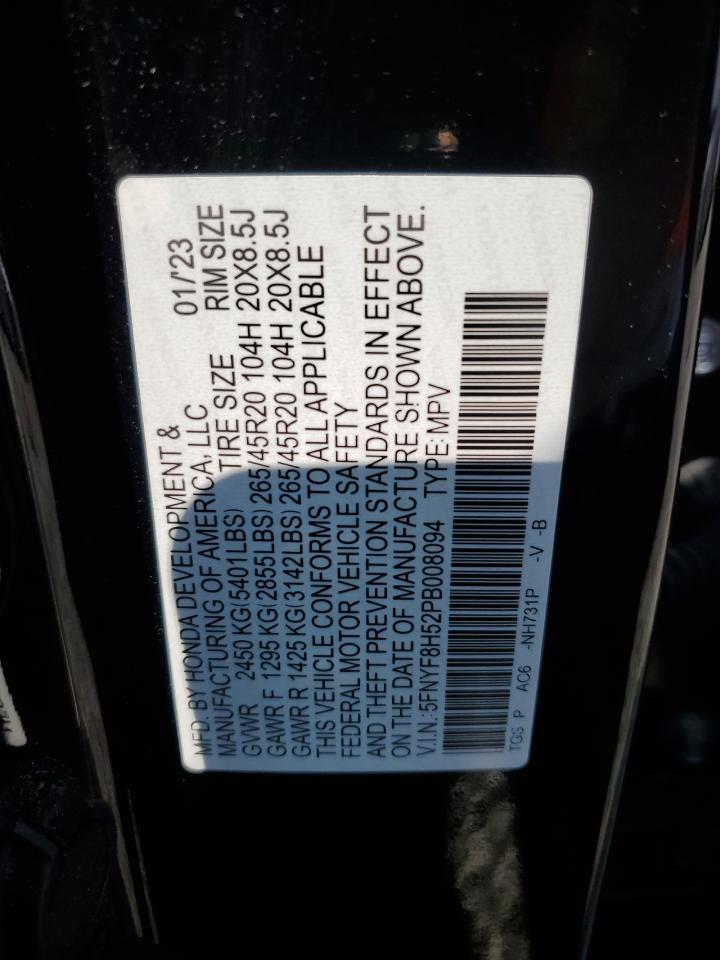 MFD. BY HONDA DEVELOPMENT & 01/'23
MANUFACTURING OF AMERICA, LLC
TIRE SIZE RIM SIZE
GVWR 2450 KG(5401LBS)
GAWR F 1295 KG(2855LBS) 265/45R20 104H 20X8.5J
GAWR R 1425 KG(3142LBS) 265/45R20 104H 20X8.5J
THIS VEHICLE CONFORMS TO ALL APPLICABLE
FEDERAL MOTOR VEHICLE SAFETY
AND THEFT PREVENTION STANDARDS IN EFFECT
ON THE DATE OF MANUFACTURE SHOWN ABOVE.
V.I.N.: 5FNYF8H52PB008094 TYPE: MPV
TGS P AC6 -NH731P -V -B